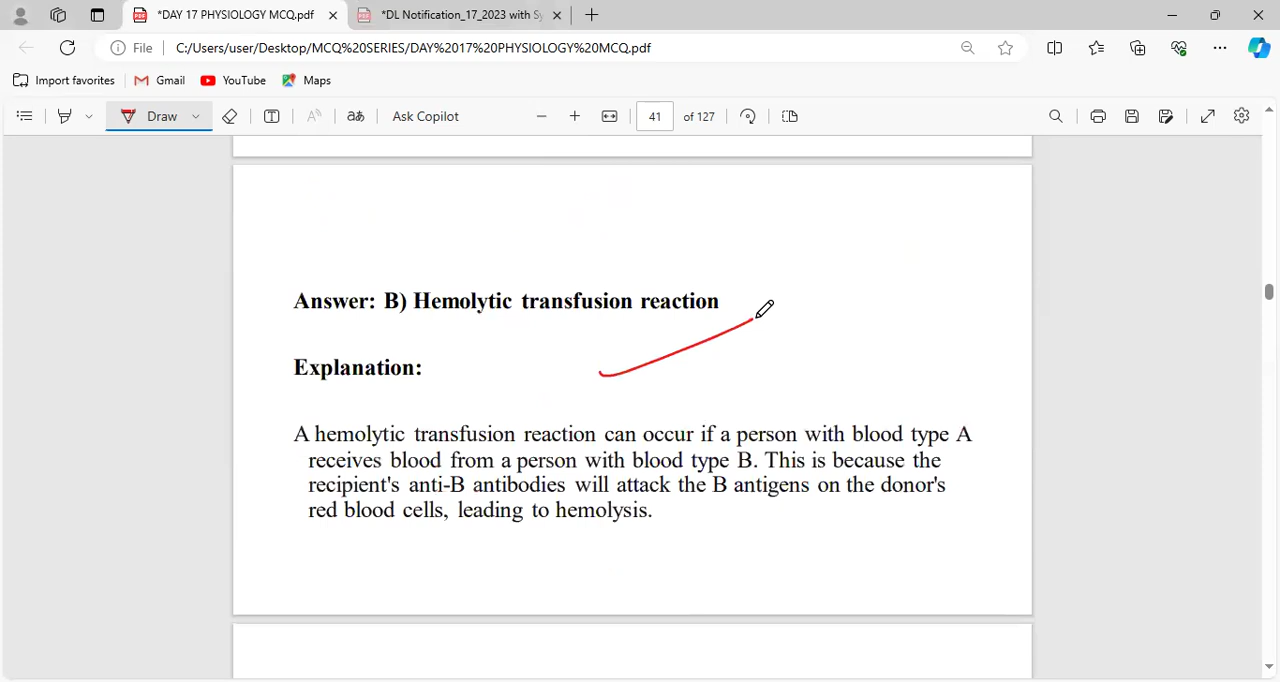 *DAY 17 PHYSIOLOGY MCQ.pdf
*DL Notification_17_2023 with Sy
File
C:/Users/user/Desktop/MCQ%20SERIES/DAY%2017%20PHYSIOLOGY%20MCQ.pdf
Import favorites
Gmail
YouTube
Maps
Draw
Ask Copilot
41
of 127
Answer: B) Hemolytic transfusion reaction
Explanation:
A hemolytic transfusion reaction can occur if a person with blood type A
receives blood from a person with blood type B. This is because the
recipient's anti-B antibodies will attack the B antigens on the donor's
red blood cells, leading to hemolysis.